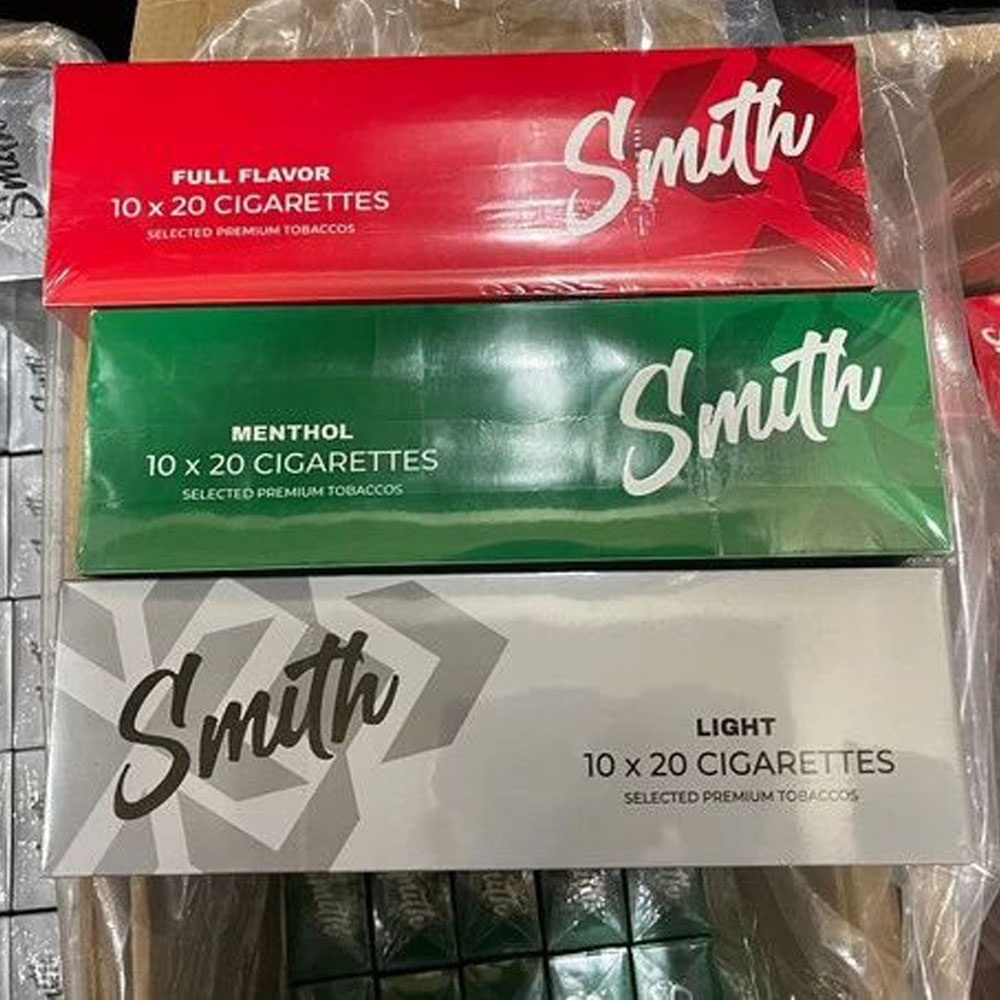 Smith
FULL FLAVOR
10 x 20 CIGARETTES
SELECTED PREMIUM TOBACCOS
Smith
MENTHOL
10 x 20 CIGARETTES
SELECTED PREMIUM TOBACCOS
Smith
LIGHT
10 x 20 CIGARETTES
SELECTED PREMIUM TOBACCOS
Smith